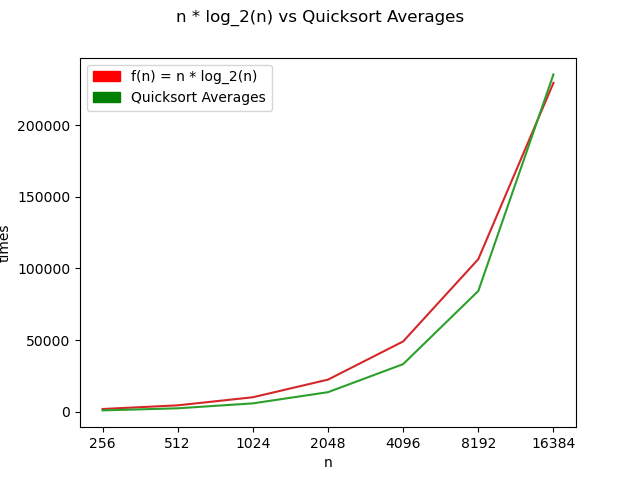 n * log_2(n) vs Quicksort Averages
f(n) = n * log_2(n)
Quicksort Averages
200000
150000
100000
50000
0
times
256 512 1024 2048 4096 8192 16384
n